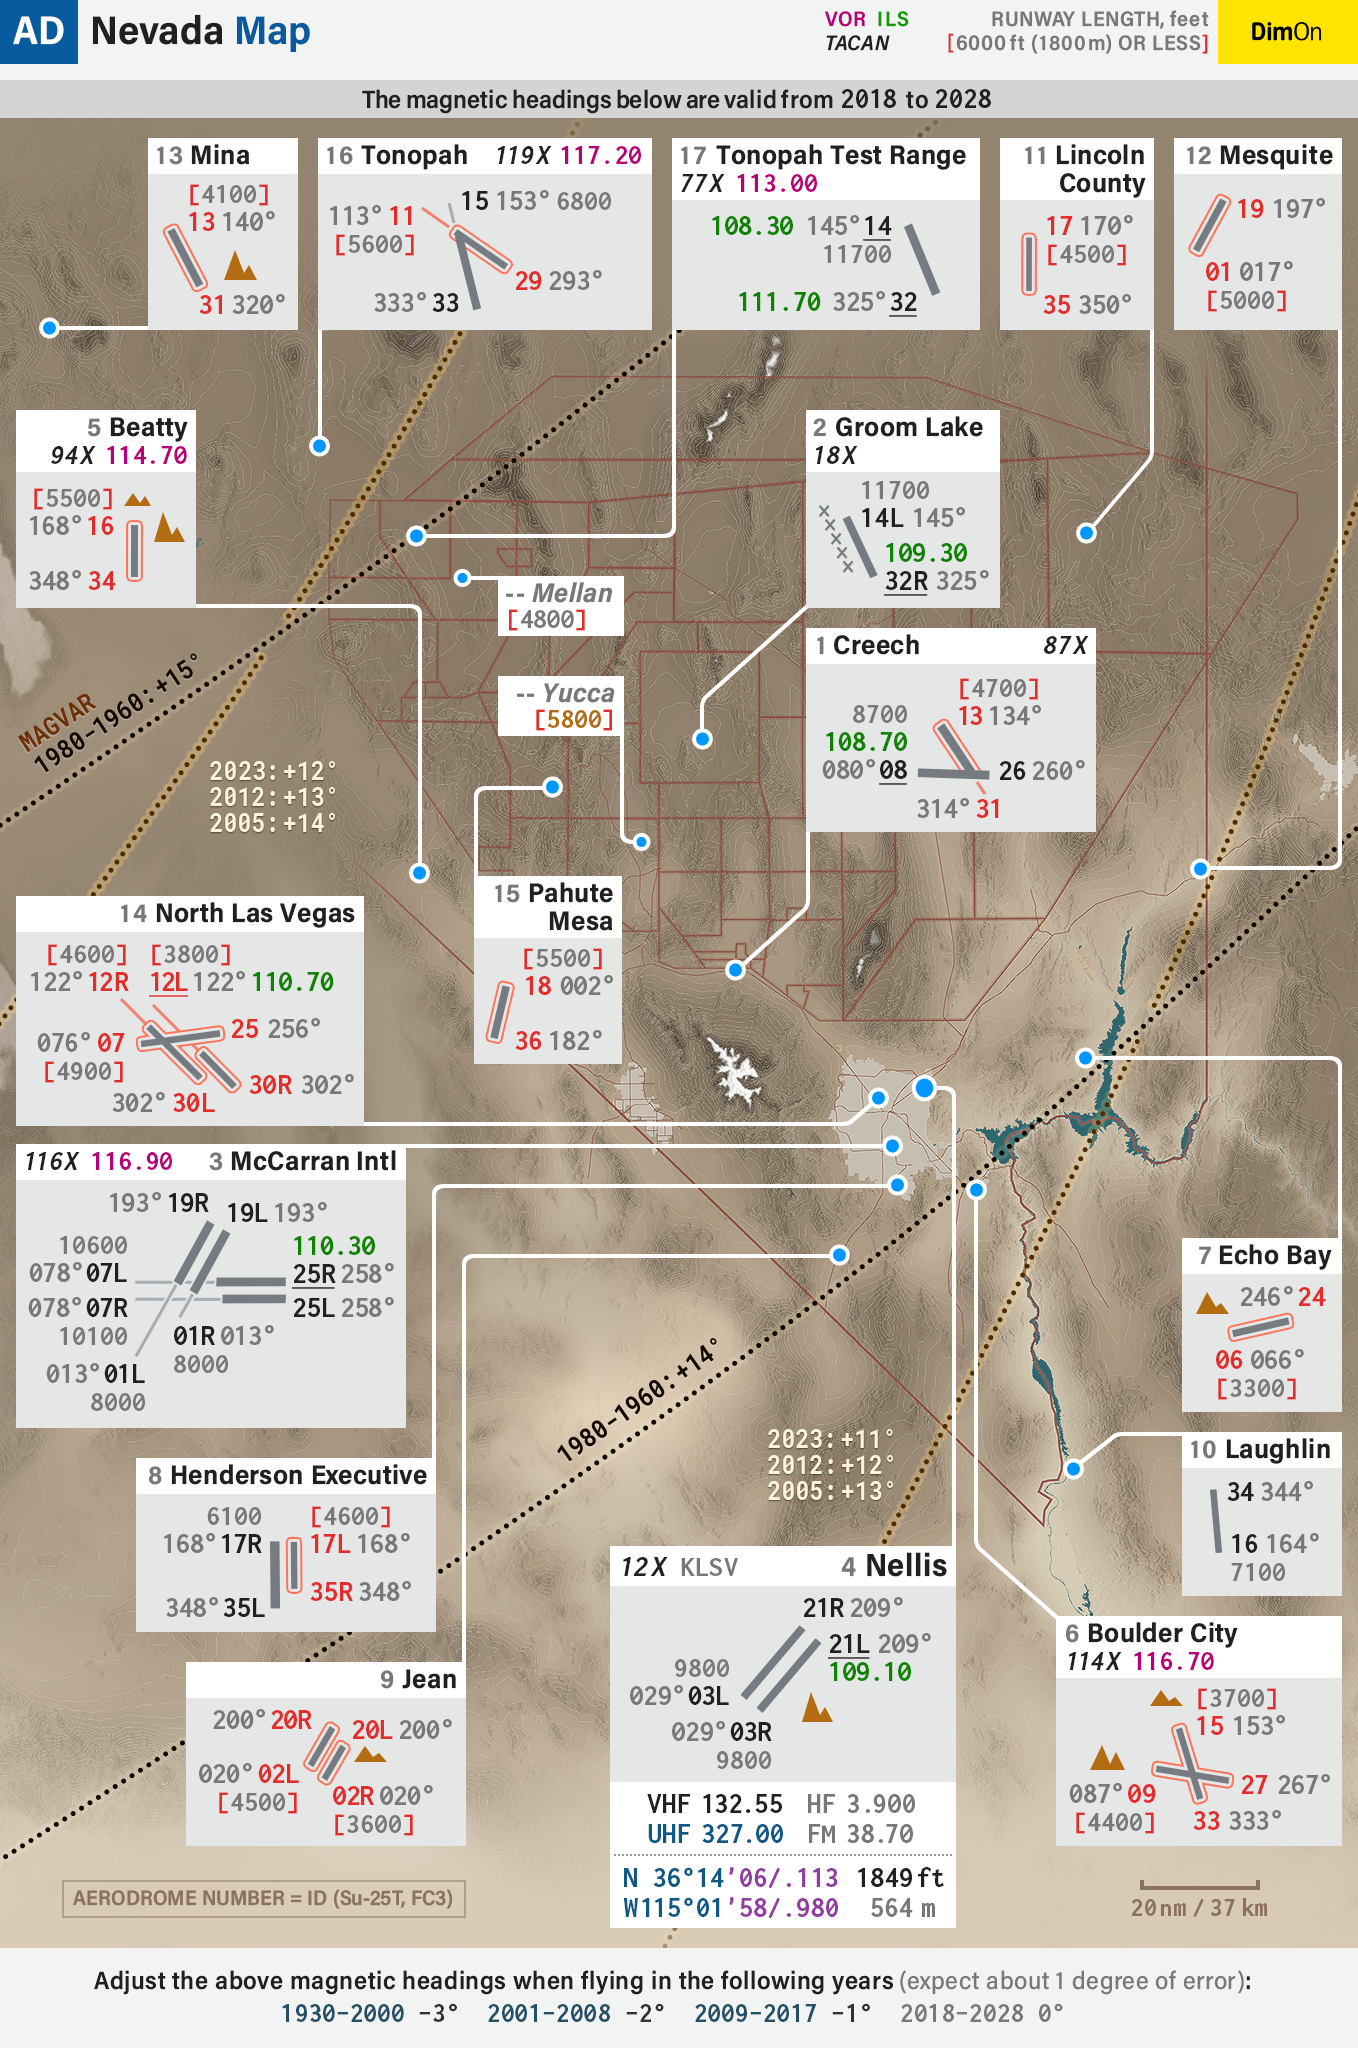 AD Nevada Map
VOR ILS
TACAN
RUNWAY LENGTH, feet
[6000 ft (1800 m) OR LESS]
DimOn
The magnetic headings below are valid from 2018 to 2028
13 Mina
[4100]
13 140°
31 320°
16 Tonopah 119X 117.20
15 153° 6800
113° 11
[5600]
29 293°
333° 33
17 Tonopah Test Range
77X 113.00
108.30 145° 14
11700
111.70 325° 32
11 Lincoln
County
17 170°
[4500]
35 350°
12 Mesquite
19 197°
01 017°
[5000]
5 Beatty
94X 114.70
[5500]
168° 16
348° 34
2 Groom Lake
18X
11700
14L 145°
109.30
32R 325°
-- Mellan
[4800]
1 Creech 87X
[4700]
13 134°
8700
108.70
080° 08
26 260°
314° 31
-- Yucca
[5800]
MAGVAR
1980-1960: +15°
2023: +12°
2012: +13°
2005: +14°
15 Pahute
Mesa
[5500]
18 002°
36 182°
14 North Las Vegas
[4600] [3800]
122° 12R 12L 122° 110.70
25 256°
076° 07
[4900]
30R 302°
302° 30L
116X 116.90 3 McCarran Intl
193° 19R
19L 193°
10600
110.30
078° 07L
25R 258°
078° 07R
25L 258°
10100
01R 013°
8000
013° 01L
8000
7 Echo Bay
246° 24
06 066°
[3300]
1980-1960: +14°
2023: +11°
2012: +12°
2005: +13°
10 Laughlin
34 344°
16 164°
7100
8 Henderson Executive
6100 [4600]
168° 17R 17L 168°
35R 348°
348° 35L
12X KLSV 4 Nellis
21R 209°
21L 209°
109.10
9800
029° 03L
029° 03R
9800
VHF 132.55 HF 3.900
UHF 327.00 FM 38.70
N 36°14'06/.113 1849 ft
W115°01'58/.980 564 m
6 Boulder City
114X 116.70
[3700]
15 153°
087° 09
[4400]
27 267°
33 333°
9 Jean
200° 20R
20L 200°
020° 02L
[4500]
02R 020°
[3600]
AERODROME NUMBER = ID (Su-25T, FC3)
20 nm / 37 km
Adjust the above magnetic headings when flying in the following years (expect about 1 degree of error):
1930-2000 -3° 2001-2008 -2° 2009-2017 -1° 2018-2028 0°